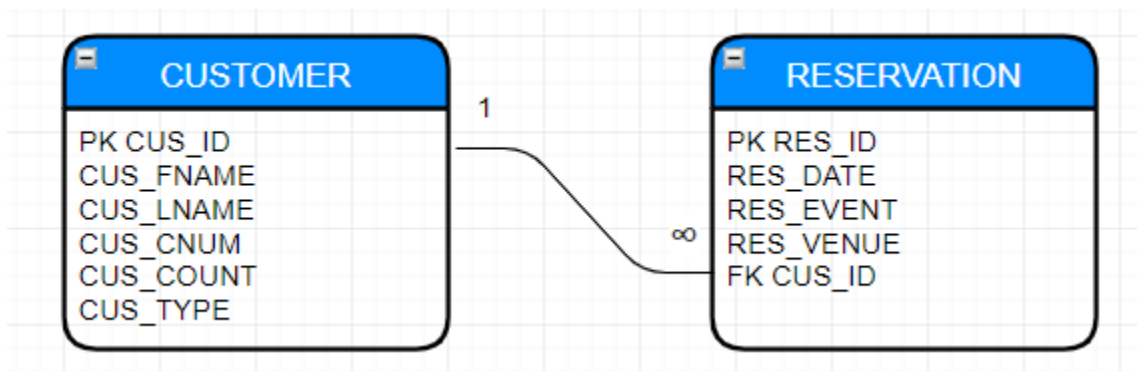 CUSTOMER
PK CUS_ID
CUS_FNAME
CUS_LNAME
CUS_CNUM
CUS_COUNT
CUS_TYPE
1
∞
RESERVATION
PK RES_ID
RES_DATE
RES_EVENT
RES_VENUE
FK CUS_ID